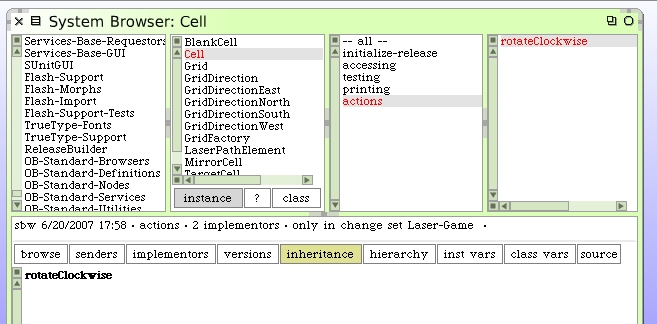 System Browser: Cell
Services-Base-Requestors
Services-Base-GUI
SUnitGUI
Flash-Support
Flash-Morphs
Flash-Import
Flash-Support-Tests
TrueType-Fonts
TrueType-Support
ReleaseBuilder
OB-Standard-Browsers
OB-Standard-Definitions
OB-Standard-Nodes
OB-Standard-Services
OB-Standard-Utilities
BlankCell
Cell
Grid
GridDirection
GridDirectionEast
GridDirectionNorth
GridDirectionSouth
GridDirectionWest
GridFactory
LaserPathElement
MirrorCell
TargetCell
instance ? class
-- all --
initialize-release
accessing
testing
printing
actions
rotateClockwise
sbw 6/20/2007 17:58 · actions · 2 implementors · only in change set Laser-Game ·
browse senders implementors versions inheritance hierarchy inst vars class vars source
rotateClockwise